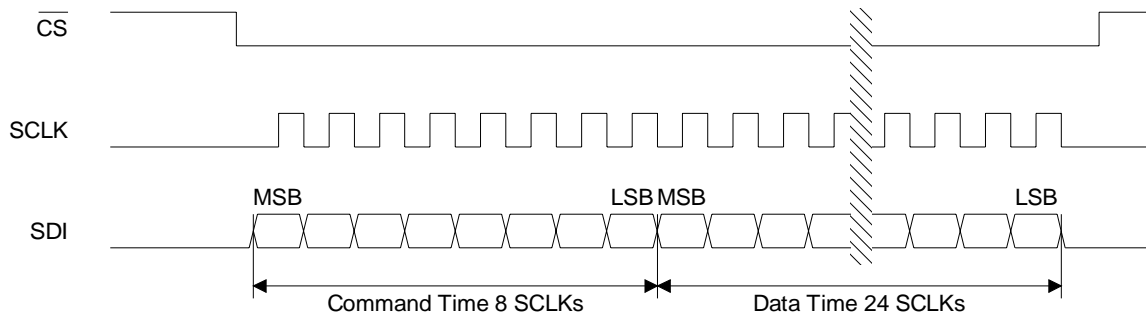 CS
SCLK
MSB LSB MSB LSB
SDI
Command Time 8 SCLKs Data Time 24 SCLKs